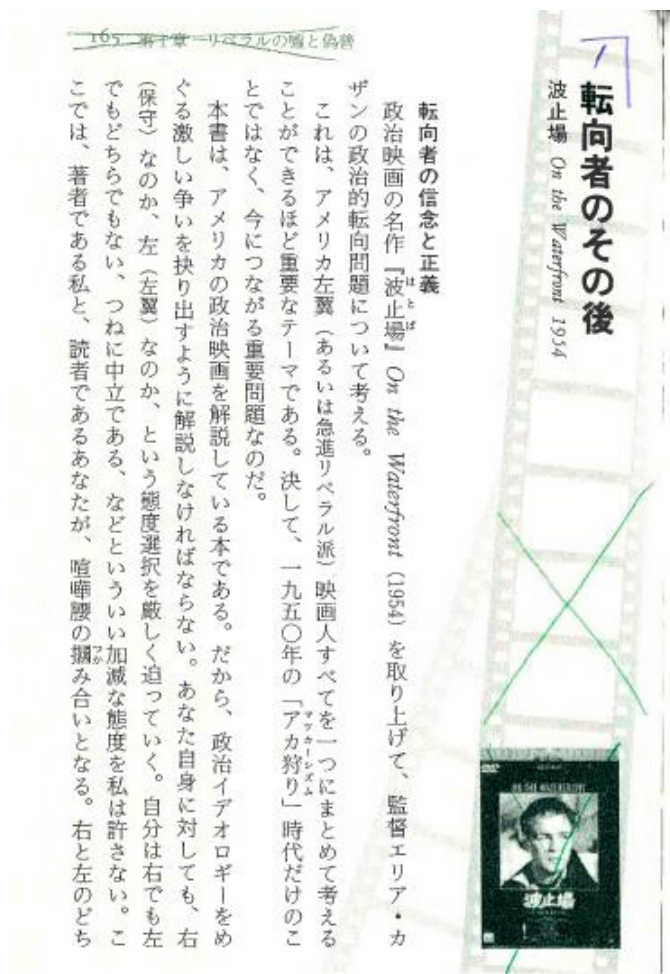 転向者のその後
波止場 On the Waterfront 1954
転向者の信念と正義
政治映画の名作『波止場』On the Waterfront (1954) を取り上げて、監督エリア・カ
はとば
ザンの政治的転向問題について考える。
これは、アメリカ左翼（あるいは急進リベラル派）映画人すべてを一つにまとめて考える
ことができるほど重要なテーマである。決して、一九五〇年の「アカ狩り」時代だけのこ
マッカーシズム
とではなく、今につながる重要問題なのだ。
本書は、アメリカの政治映画を解説している本である。だから、政治イデオロギーをめ
ぐる激しい争いを抉り出すように解説しなければならない。あなた自身に対しても、右
（保守）なのか、左（左翼）なのか、という態度選択を厳しく迫っていく。自分は右でも左
でもどちらでもない、つねに中立である、などといういい加減な態度を私は許さない。こ
こでは、著者である私と、読者であるあなたが、喧嘩腰の摑み合いとなる。右と左のどち
つか
165 第十章 リベラルの嘘と偽善
ON THE WATERFRONT
波止場